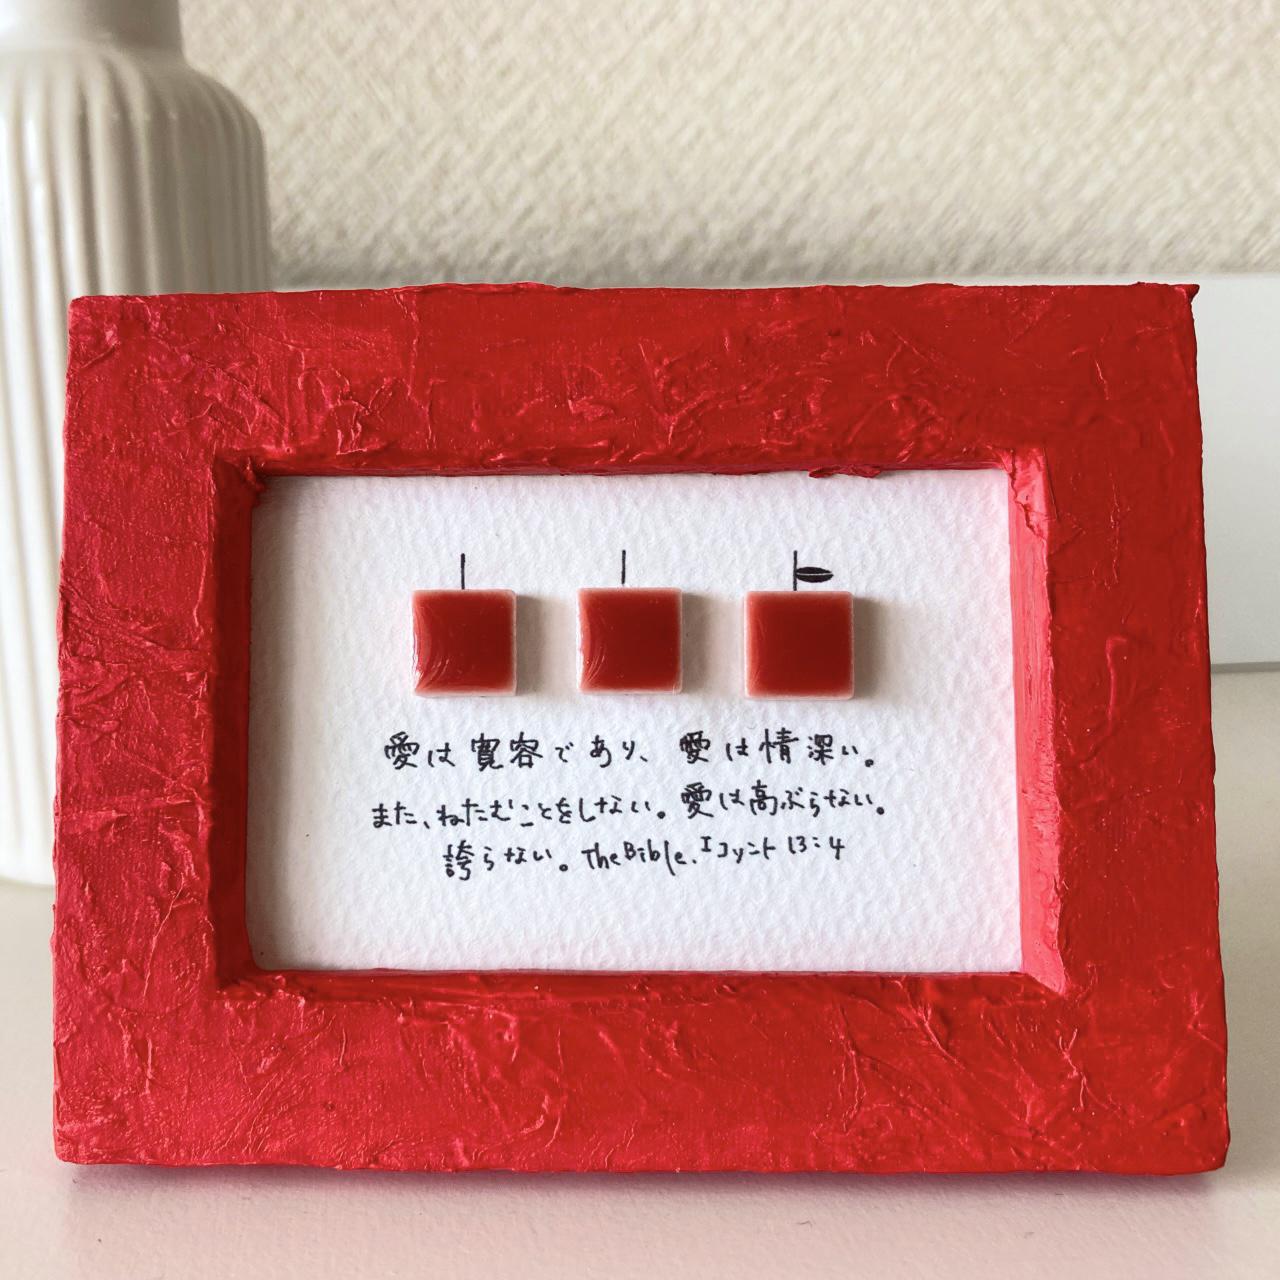 愛は寛容であり、愛は情深い。
また、ねたむことをしない。愛は高ぶらない。
誇らない。The Bible. Iコリント 13:4